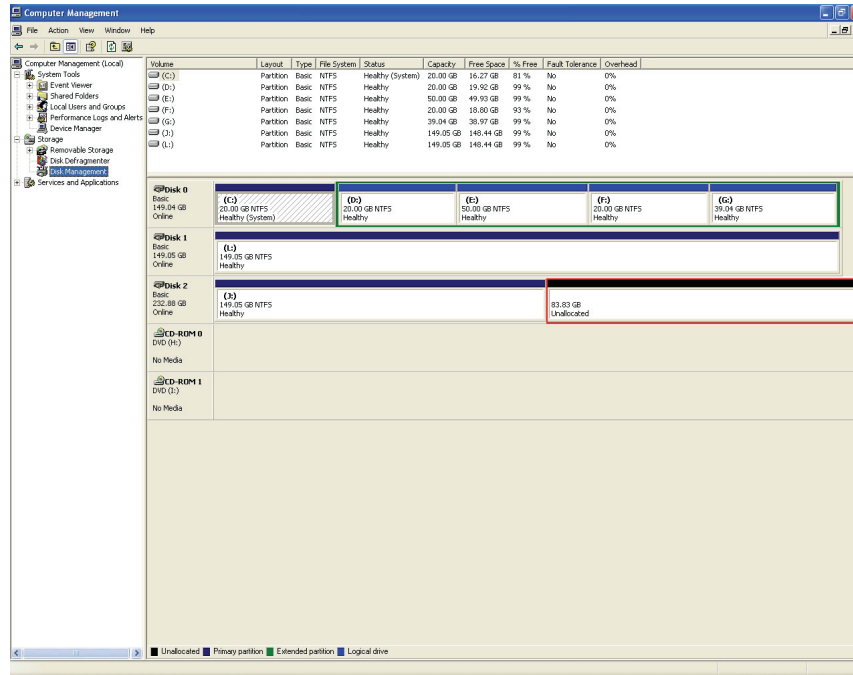 Computer Management
File Action View Window Help
Computer Management (Local)
System Tools
Event Viewer
Shared Folders
Local Users and Groups
Performance Logs and Alerts
Device Manager
Storage
Removable Storage
Disk Defragmenter
Disk Management
Services and Applications
Volume Layout Type File System Status Capacity Free Space % Free Fault Tolerance Overhead
(C:) Partition Basic NTFS Healthy (System) 20.00 GB 16.27 GB 81 % No 0%
(D:) Partition Basic NTFS Healthy 20.00 GB 19.92 GB 99 % No 0%
(E:) Partition Basic NTFS Healthy 50.00 GB 49.93 GB 99 % No 0%
(F:) Partition Basic NTFS Healthy 20.00 GB 18.80 GB 93 % No 0%
(G:) Partition Basic NTFS Healthy 39.04 GB 38.97 GB 99 % No 0%
(J:) Partition Basic NTFS Healthy 149.05 GB 148.44 GB 99 % No 0%
(L:) Partition Basic NTFS Healthy 149.05 GB 148.44 GB 99 % No 0%
Disk 0
Basic
149.04 GB
Online
(C:)
20.00 GB NTFS
Healthy (System)
(D:)
20.00 GB NTFS
Healthy
(E:)
50.00 GB NTFS
Healthy
(F:)
20.00 GB NTFS
Healthy
(G:)
39.04 GB NTFS
Healthy
Disk 1
Basic
149.05 GB
Online
(L:)
149.05 GB NTFS
Healthy
Disk 2
Basic
232.88 GB
Online
(J:)
149.05 GB NTFS
Healthy
83.83 GB
Unallocated
CD-ROM 0
DVD (H:)
No Media
CD-ROM 1
DVD (I:)
No Media
Unallocated Primary partition Extended partition Logical drive